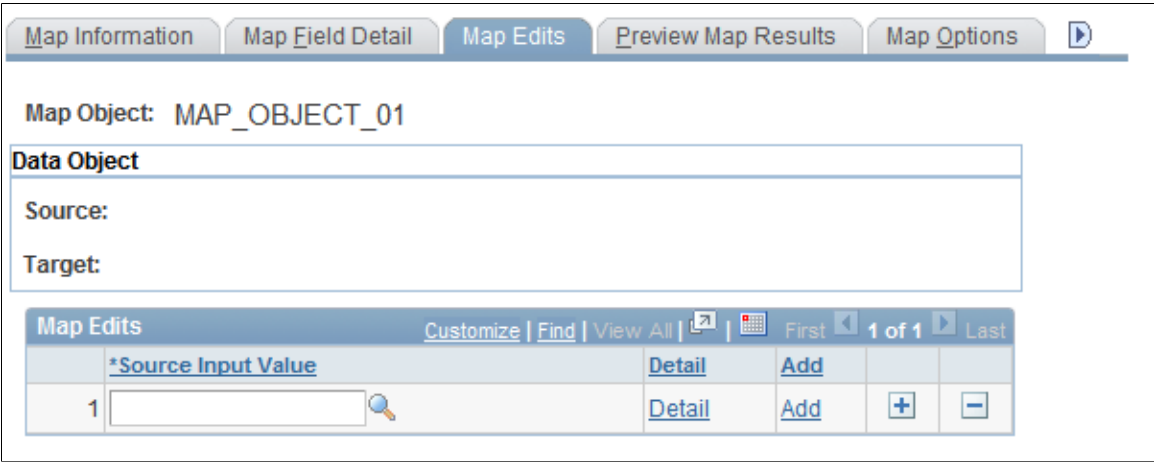 Map Information Map Field Detail Map Edits Preview Map Results Map Options
Map Object: MAP_OBJECT_01
Data Object
Source:
Target:
Map Edits Customize | Find | View All | | First 1 of 1 Last
*Source Input Value Detail Add
1 Detail Add